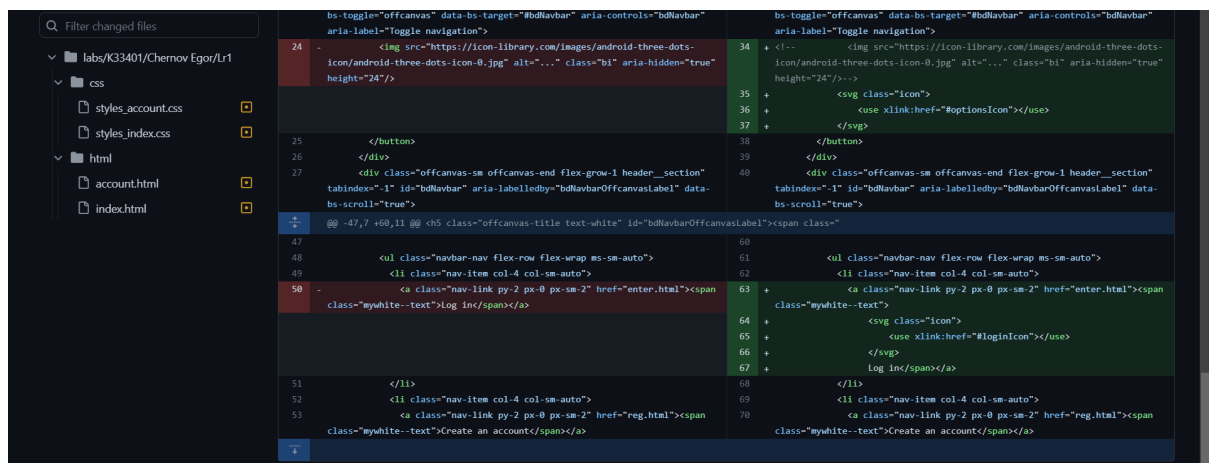 Filter changed files
labs/K33401/Chernov Egor/Lr1
css
styles_account.css
styles_index.css
html
account.html
index.html
bs-toggle="offcanvas" data-bs-target="#bdNavbar" aria-controls="bdNavbar"
aria-label="Toggle navigation">
24 - <img src="https://icon-library.com/images/android-three-dots-
icon/android-three-dots-icon-0.jpg" alt="..." class="bi" aria-hidden="true"
height="24"/>
25 </button>
26 </div>
27 <div class="offcanvas-sm offcanvas-end flex-grow-1 header__section"
tabindex="-1" id="bdNavbar" aria-labelledby="bdNavbarOffcanvasLabel" data-
bs-scroll="true">
bs-toggle="offcanvas" data-bs-target="#bdNavbar" aria-controls="bdNavbar"
aria-label="Toggle navigation">
34 + <!-- <img src="https://icon-library.com/images/android-three-dots-
icon/android-three-dots-icon-0.jpg" alt="..." class="bi" aria-hidden="true"
height="24"/>-->
35 + <svg class="icon">
36 + <use xlink:href="#optionsIcon"></use>
37 + </svg>
38 </button>
39 </div>
40 <div class="offcanvas-sm offcanvas-end flex-grow-1 header__section"
tabindex="-1" id="bdNavbar" aria-labelledby="bdNavbarOffcanvasLabel" data-
bs-scroll="true">
@@ -47,7 +60,11 @@ <h5 class="offcanvas-title text-white" id="bdNavbarOffcanvasLabel"><span class="
47
48 <ul class="navbar-nav flex-row flex-wrap ms-sm-auto">
49 <li class="nav-item col-4 col-sm-auto">
50 - <a class="nav-link py-2 px-0 px-sm-2" href="enter.html"><span
class="mywhite--text">Log in</span></a>
51 </li>
52 <li class="nav-item col-4 col-sm-auto">
53 <a class="nav-link py-2 px-0 px-sm-2" href="reg.html"><span
class="mywhite--text">Create an account</span></a>
60
61 <ul class="navbar-nav flex-row flex-wrap ms-sm-auto">
62 <li class="nav-item col-4 col-sm-auto">
63 + <a class="nav-link py-2 px-0 px-sm-2" href="enter.html"><span
class="mywhite--text">
64 + <svg class="icon">
65 + <use xlink:href="#loginIcon"></use>
66 + </svg>
67 + Log in</span></a>
68 </li>
69 <li class="nav-item col-4 col-sm-auto">
70 <a class="nav-link py-2 px-0 px-sm-2" href="reg.html"><span
class="mywhite--text">Create an account</span></a>